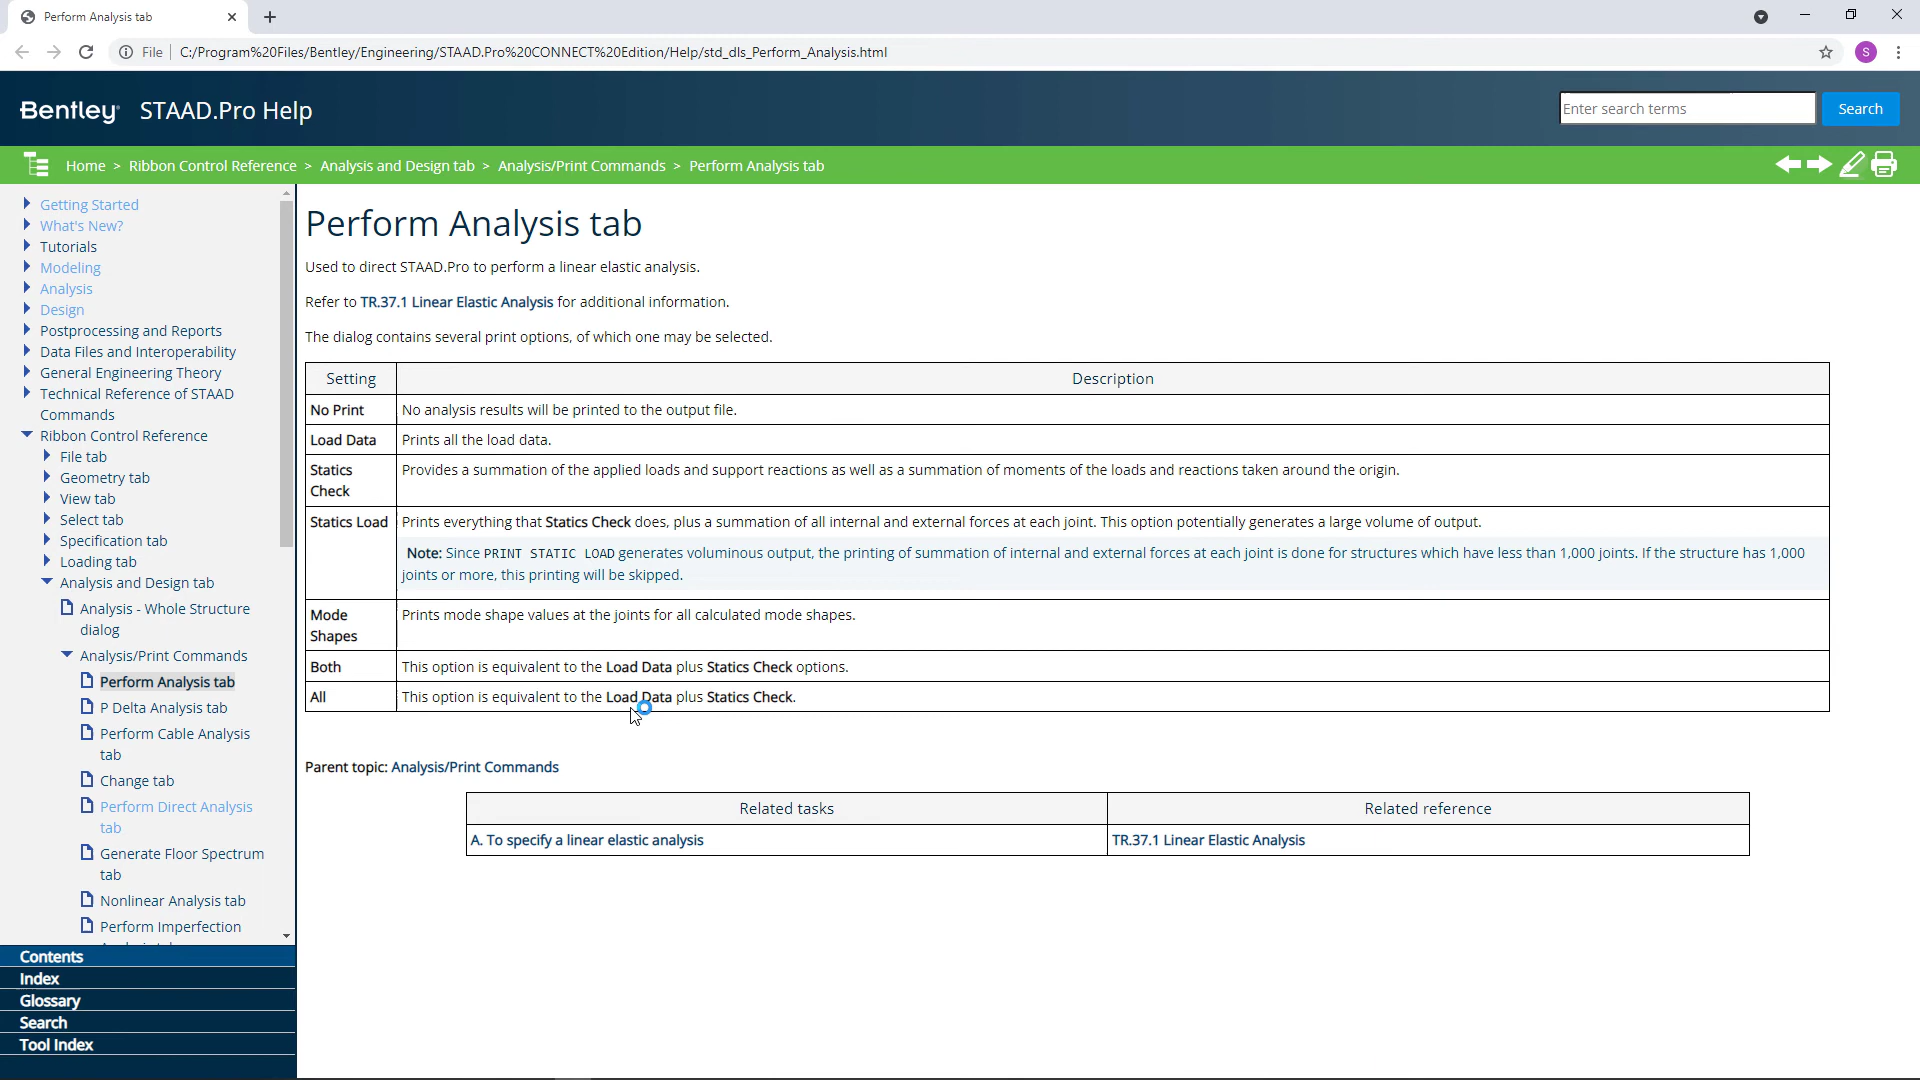 Perform Analysis tab
File
C:/Program%20Files/Bentley/Engineering/STAAD.Pro%20CONNECT%20Edition/Help/std_dls_Perform_Analysis.html
S
Bentley STAAD.Pro Help
Enter search terms
Search
Home > Ribbon Control Reference > Analysis and Design tab > Analysis/Print Commands > Perform Analysis tab
Getting Started
What's New?
Tutorials
Modeling
Analysis
Design
Postprocessing and Reports
Data Files and Interoperability
General Engineering Theory
Technical Reference of STAAD
Commands
Ribbon Control Reference
File tab
Geometry tab
View tab
Select tab
Specification tab
Loading tab
Analysis and Design tab
Analysis - Whole Structure
dialog
Analysis/Print Commands
Perform Analysis tab
P Delta Analysis tab
Perform Cable Analysis
tab
Change tab
Perform Direct Analysis
tab
Generate Floor Spectrum
tab
Nonlinear Analysis tab
Perform Imperfection
Contents
Index
Glossary
Search
Tool Index
Perform Analysis tab
Used to direct STAAD.Pro to perform a linear elastic analysis.
Refer to TR.37.1 Linear Elastic Analysis for additional information.
The dialog contains several print options, of which one may be selected.
Setting Description
No Print No analysis results will be printed to the output file.
Load Data Prints all the load data.
Statics Provides a summation of the applied loads and support reactions as well as a summation of moments of the loads and reactions taken around the origin.
Check
Statics Load Prints everything that Statics Check does, plus a summation of all internal and external forces at each joint. This option potentially generates a large volume of output.
Note: Since PRINT STATIC LOAD generates voluminous output, the printing of summation of internal and external forces at each joint is done for structures which have less than 1,000 joints. If the structure has 1,000
joints or more, this printing will be skipped.
Mode Prints mode shape values at the joints for all calculated mode shapes.
Shapes
Both This option is equivalent to the Load Data plus Statics Check options.
All This option is equivalent to the Load Data plus Statics Check.
Parent topic: Analysis/Print Commands
Related tasks Related reference
A. To specify a linear elastic analysis TR.37.1 Linear Elastic Analysis